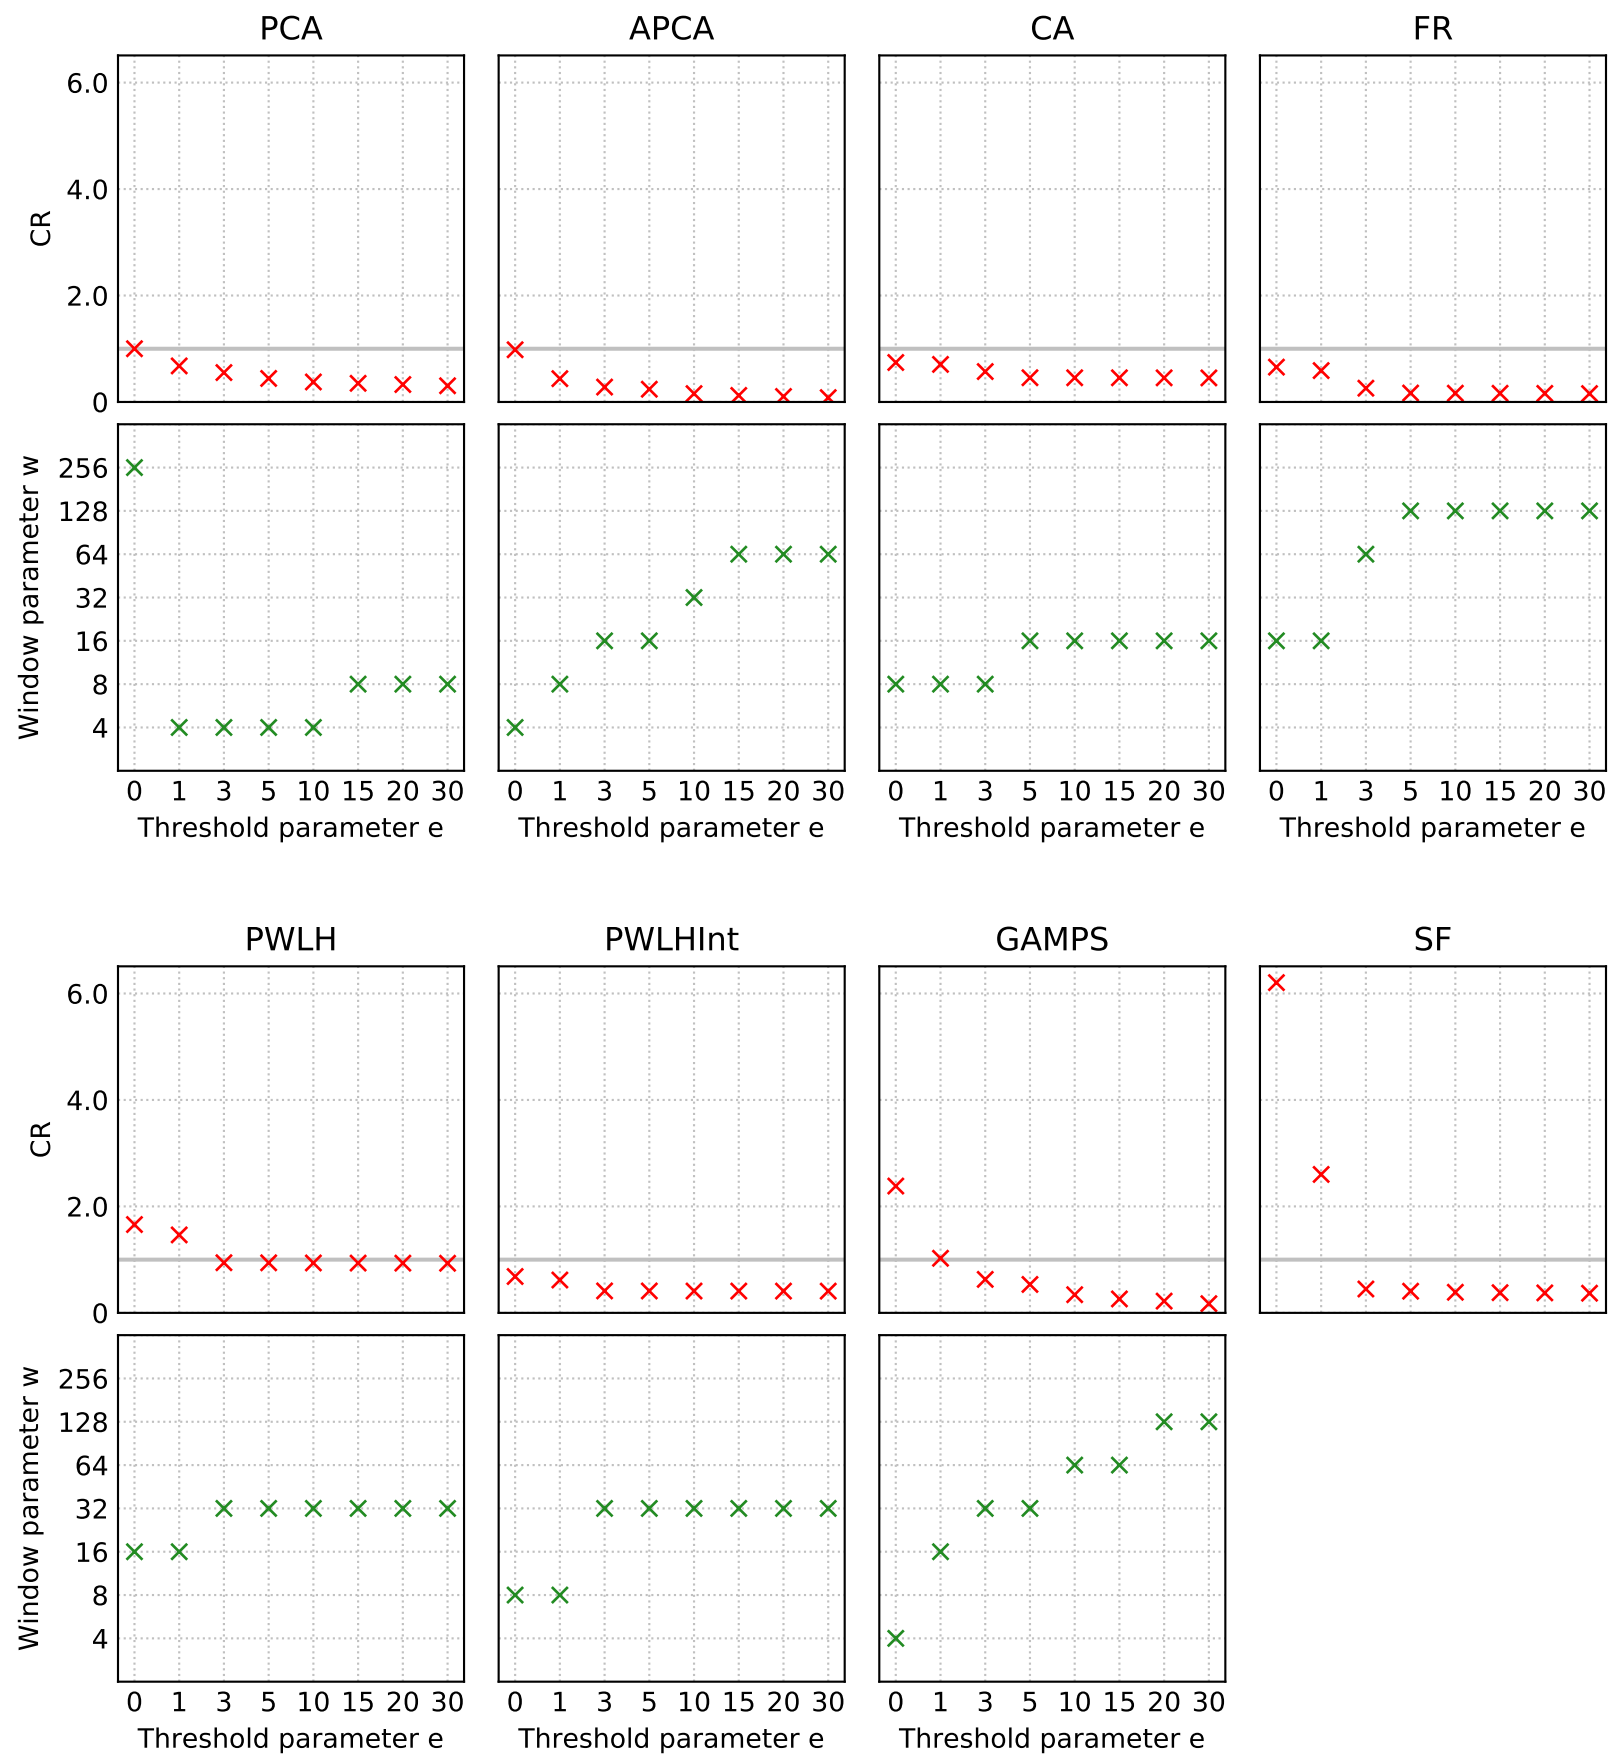 PCA APCA CA FR
6.0
4.0
CR
2.0
0
256
128
64
32
16
8
4
Window parameter w
0 1 3 5 10 15 20 30 0 1 3 5 10 15 20 30 0 1 3 5 10 15 20 30 0 1 3 5 10 15 20 30
Threshold parameter e Threshold parameter e Threshold parameter e Threshold parameter e
PWLH PWLHInt GAMPS SF
6.0
4.0
CR
2.0
0
256
128
64
32
16
8
4
Window parameter w
0 1 3 5 10 15 20 30 0 1 3 5 10 15 20 30 0 1 3 5 10 15 20 30
Threshold parameter e Threshold parameter e Threshold parameter e